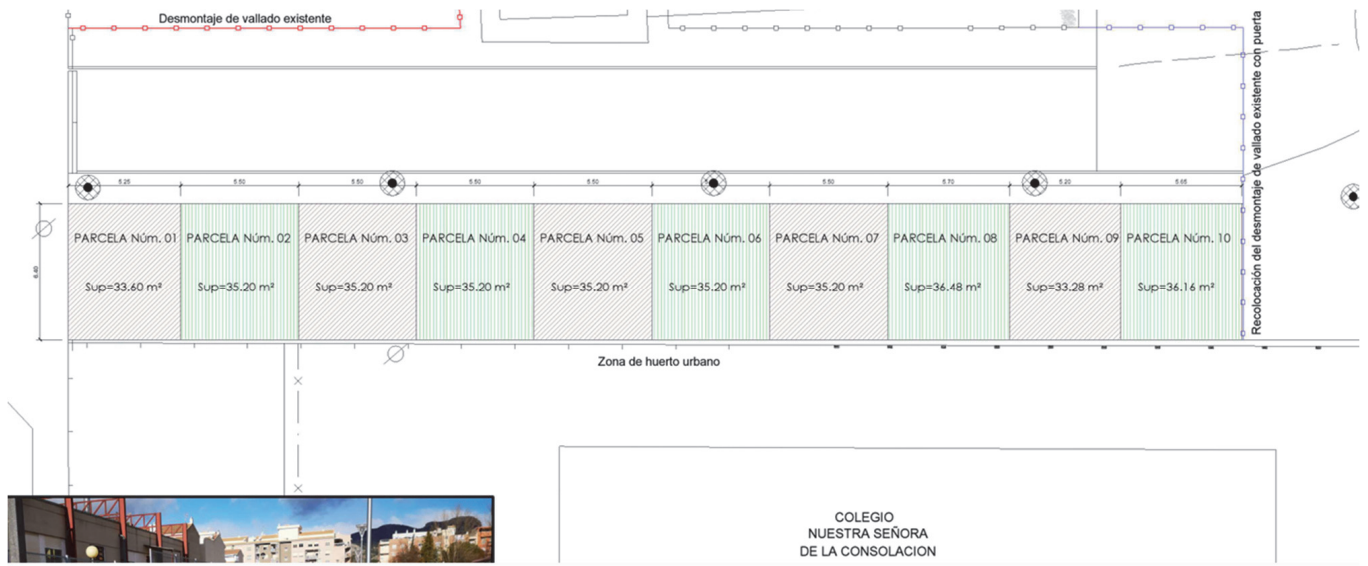 Desmontaje de vallado existente
Recolocación del desmontaje de vallado existente con puerta
5.25
5.50
5.50
5.50
5.50
5.50
5.70
5.20
5.65
6.40
PARCELA Núm. 01
PARCELA Núm. 02
PARCELA Núm. 03
PARCELA Núm. 04
PARCELA Núm. 05
PARCELA Núm. 06
PARCELA Núm. 07
PARCELA Núm. 08
PARCELA Núm. 09
PARCELA Núm. 10
Sup=33.60 m²
Sup=35.20 m²
Sup=35.20 m²
Sup=35.20 m²
Sup=35.20 m²
Sup=35.20 m²
Sup=35.20 m²
Sup=36.48 m²
Sup=33.28 m²
Sup=36.16 m²
Zona de huerto urbano
COLEGIO
NUESTRA SEÑORA
DE LA CONSOLACION